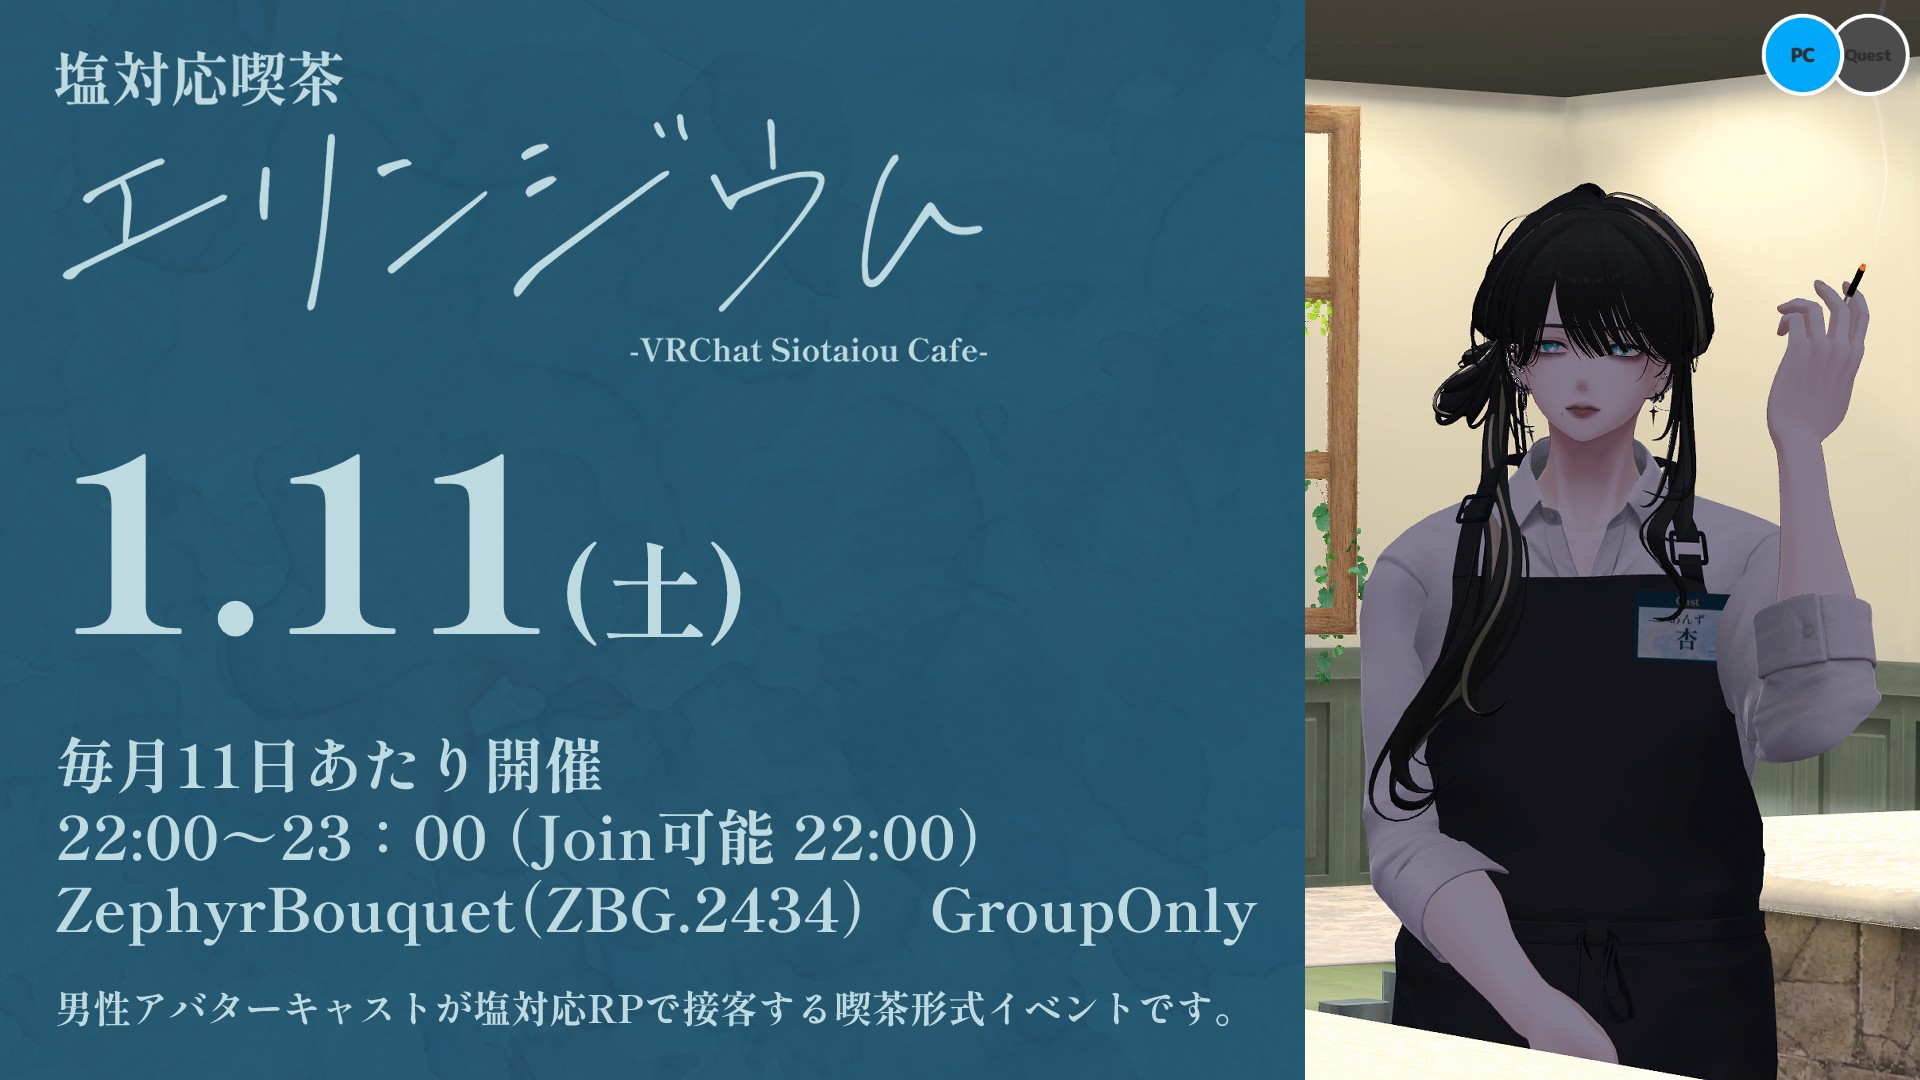 塩対応喫茶
エリンジウム
-VRChat Siotaiou Cafe-
1.11(土)
毎月11日あたり開催
22:00～23：00（Join可能 22:00）
ZephyrBouquet（ZBG.2434）　GroupOnly
男性アバターキャストが塩対応RPで接客する喫茶形式イベントです。
PC
Quest
Cast
あんず
杏